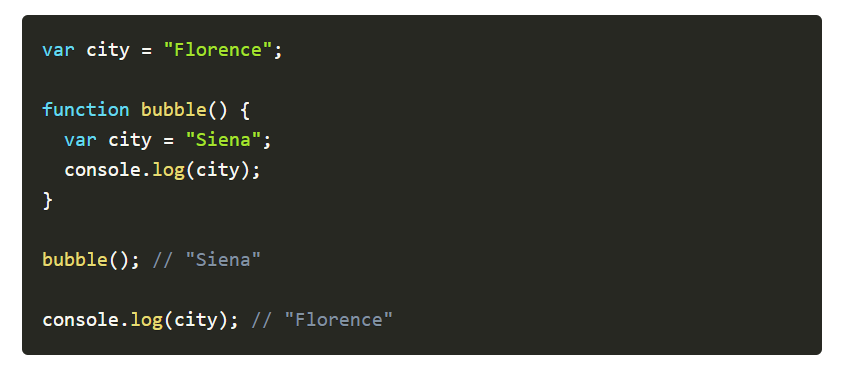 var city = "Florence";
function bubble() {
  var city = "Siena";
  console.log(city);
}
bubble(); // "Siena"
console.log(city); // "Florence"